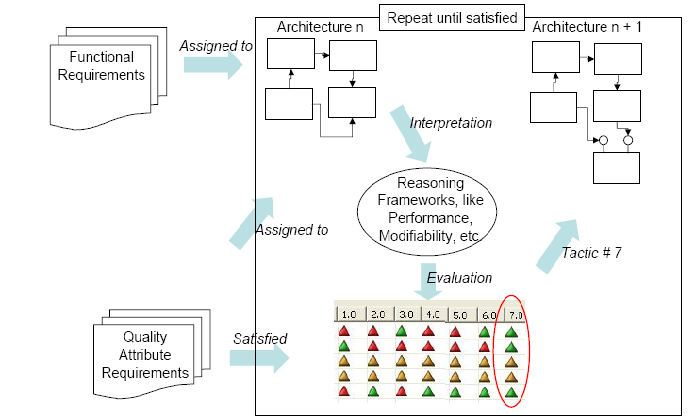 Repeat until satisfied
Architecture n
Architecture n + 1
Assigned to
Functional
Requirements
Interpretation
Reasoning
Frameworks, like
Performance,
Modifiability, etc.
Assigned to
Tactic # 7
Evaluation
1.0 2.0 3.0 4.0 5.0 6.0 7.0
Quality
Attribute
Requirements
Satisfied